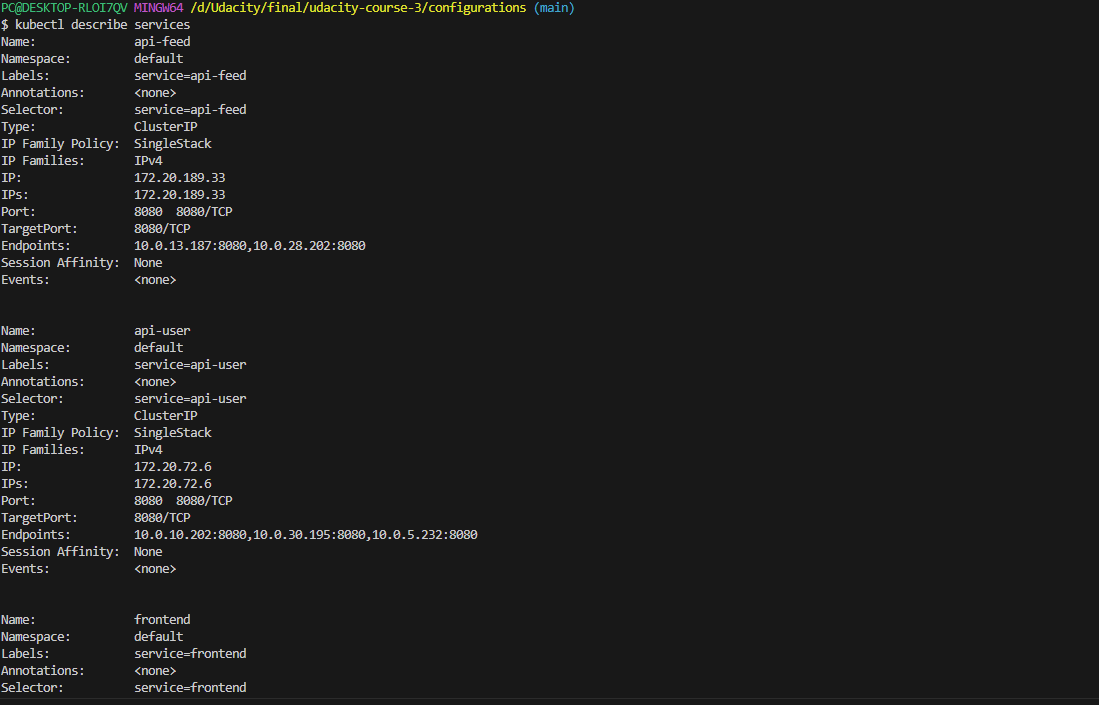 PC@DESKTOP-RLOI7QV MINGW64 /d/Udacity/final/udacity-course-3/configurations (main)
$ kubectl describe services
Name:              api-feed
Namespace:         default
Labels:            service=api-feed
Annotations:       <none>
Selector:          service=api-feed
Type:              ClusterIP
IP Family Policy:  SingleStack
IP Families:       IPv4
IP:                172.20.189.33
IPs:               172.20.189.33
Port:              8080  8080/TCP
TargetPort:        8080/TCP
Endpoints:         10.0.13.187:8080,10.0.28.202:8080
Session Affinity:  None
Events:            <none>
Name:              api-user
Namespace:         default
Labels:            service=api-user
Annotations:       <none>
Selector:          service=api-user
Type:              ClusterIP
IP Family Policy:  SingleStack
IP Families:       IPv4
IP:                172.20.72.6
IPs:               172.20.72.6
Port:              8080  8080/TCP
TargetPort:        8080/TCP
Endpoints:         10.0.10.202:8080,10.0.30.195:8080,10.0.5.232:8080
Session Affinity:  None
Events:            <none>
Name:              frontend
Namespace:         default
Labels:            service=frontend
Annotations:       <none>
Selector:          service=frontend